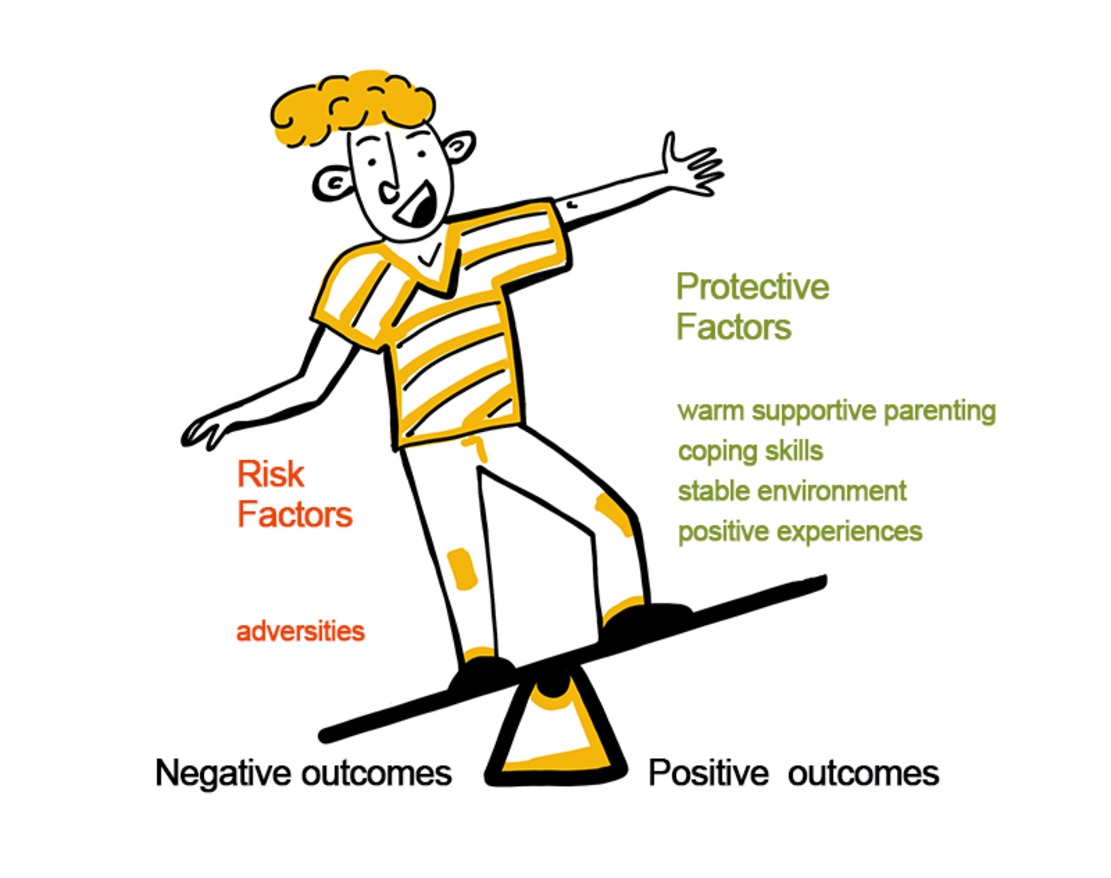 Protective
Factors
warm supportive parenting
coping skills
stable environment
positive experiences
Risk
Factors
adversities
Negative outcomes
Positive outcomes